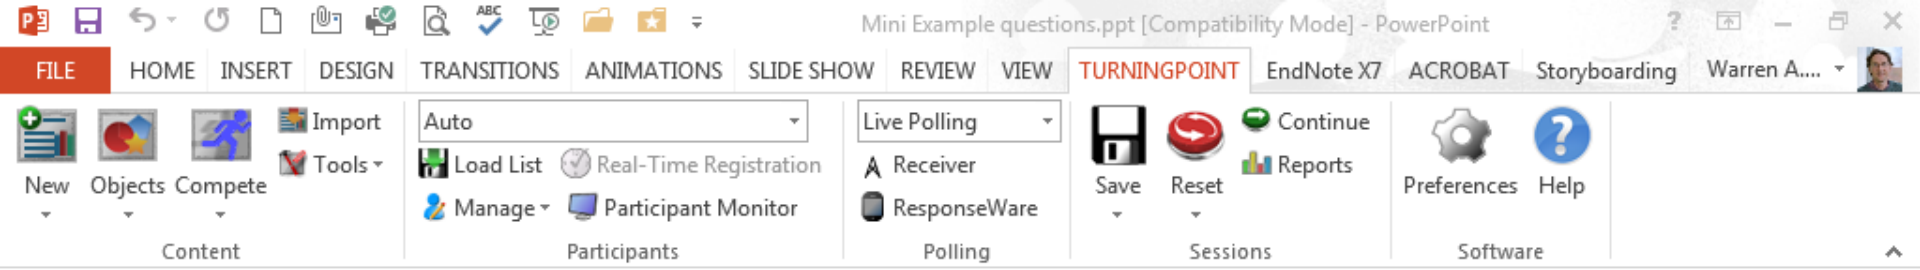 ABC
Mini Example questions.ppt [Compatibility Mode] - PowerPoint
FILE HOME INSERT DESIGN TRANSITIONS ANIMATIONS SLIDE SHOW REVIEW VIEW TURNINGPOINT EndNote X7 ACROBAT Storyboarding Warren A....
New
Objects
Compete
Import
Tools
Content
Auto
Load List
Real-Time Registration
Manage
Participant Monitor
Participants
Live Polling
Receiver
ResponseWare
Polling
Save
Reset
Continue
Reports
Sessions
Preferences
Help
Software